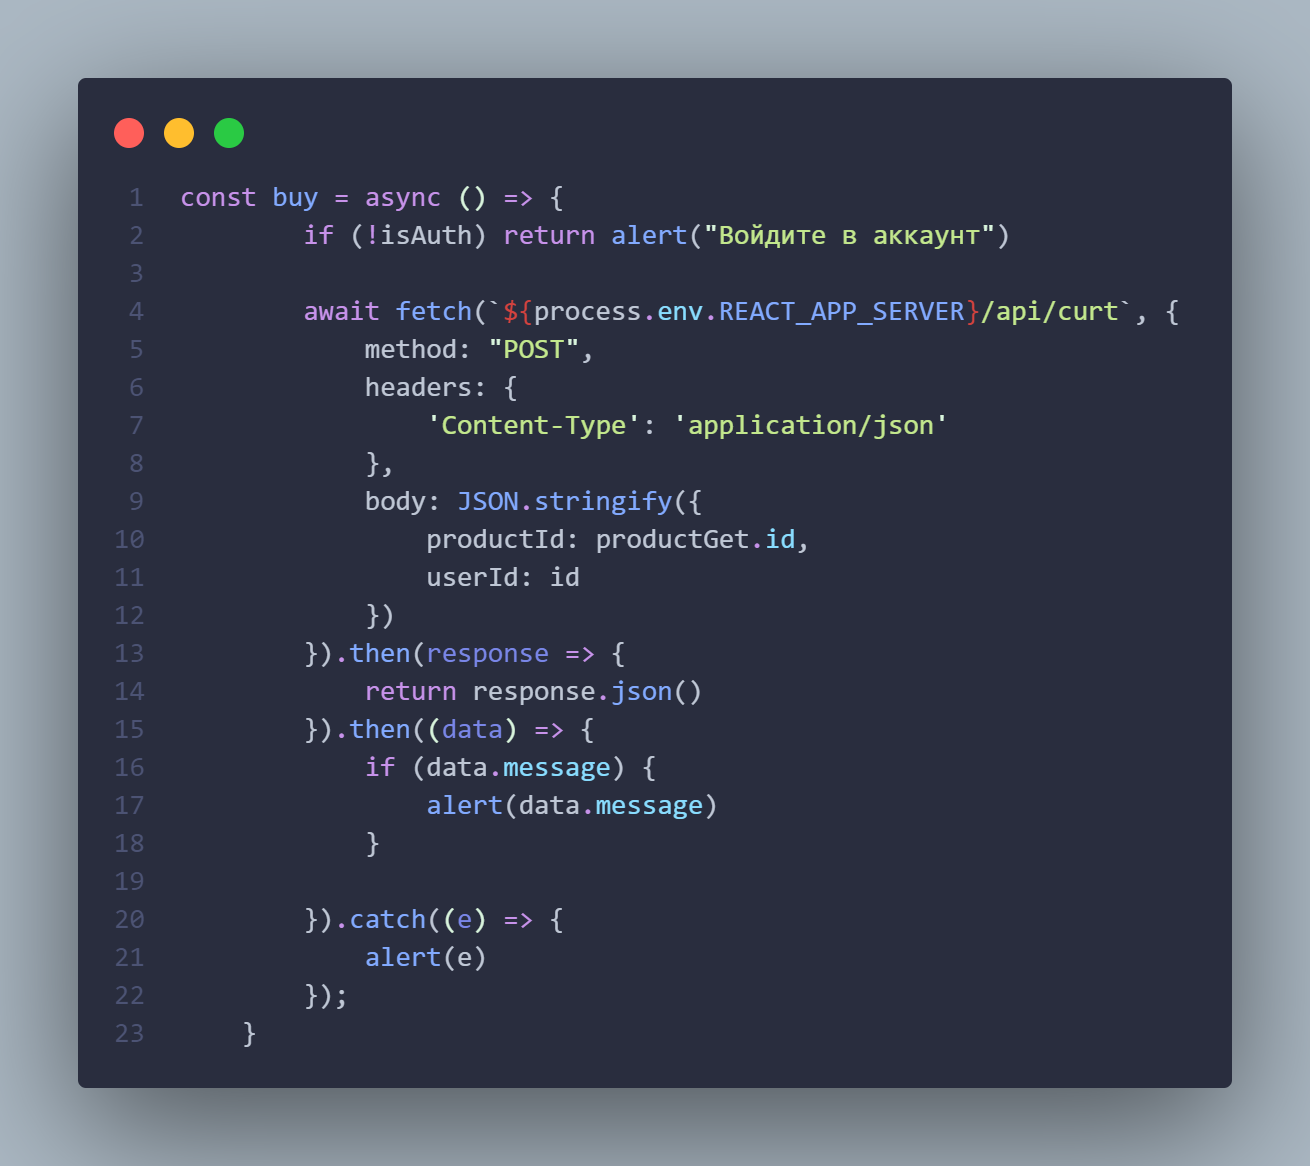 1 const buy = async () => {
2 if (!isAuth) return alert("Войдите в аккаунт")
3
4 await fetch(`${process.env.REACT_APP_SERVER}/api/curt`, {
5 method: "POST",
6 headers: {
7 'Content-Type': 'application/json'
8 },
9 body: JSON.stringify({
10 productId: productGet.id,
11 userId: id
12 })
13 }).then(response => {
14 return response.json()
15 }).then((data) => {
16 if (data.message) {
17 alert(data.message)
18 }
19
20 }).catch((e) => {
21 alert(e)
22 });
23 }